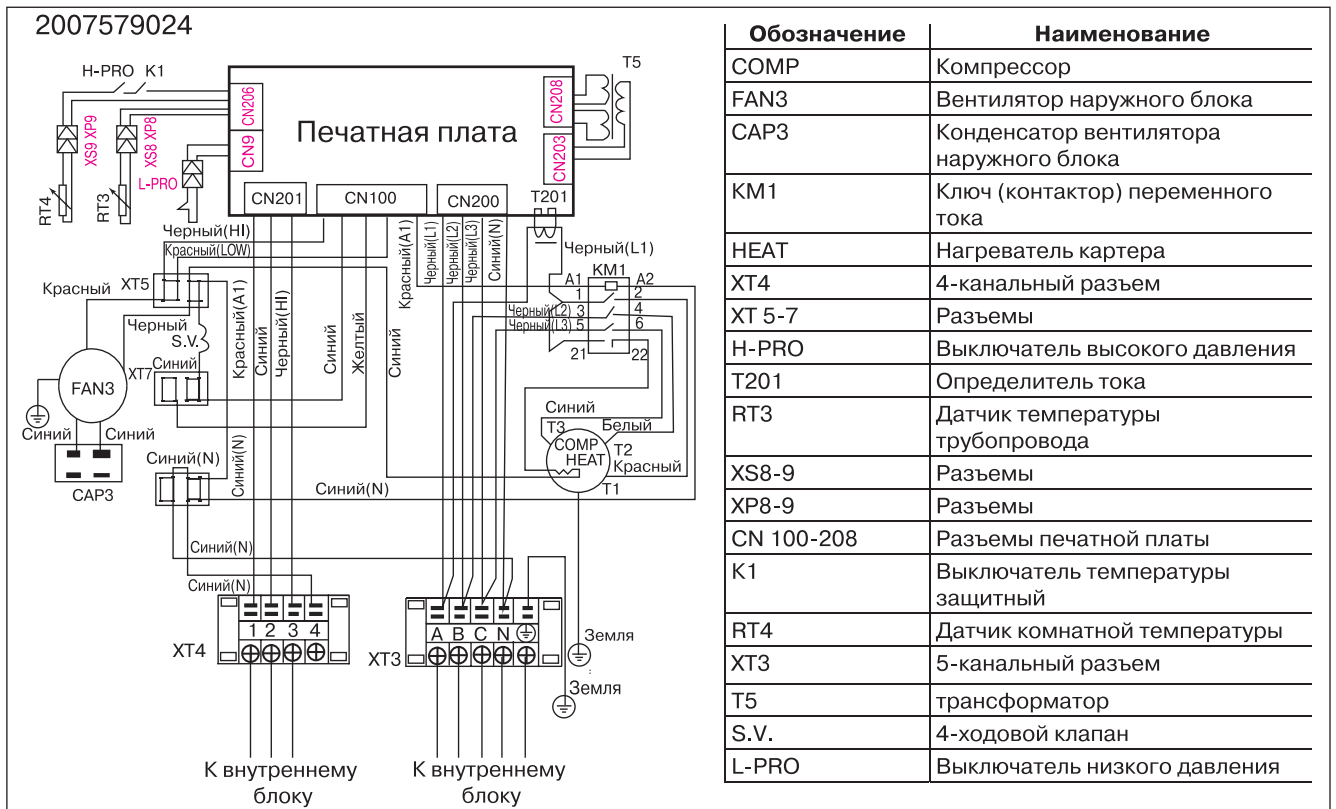 2007579024
H-PRO K1
T5
CN206
CN208
Печатная плата
XS9 XP9
XS8 XP8
CN9
CN203
L-PRO
RT4
RT3
CN201
CN100
CN200
T201
Черный(HI)
Красный(LOW)
Красный(A1)
Черный(L1)
Черный(L2)
Черный(L3)
Синий(N)
Черный(L1)
KM1
A1
A2
1
2
Черный(L2) 3
4
Черный(L3) 5
6
21
22
Красный
XT5
Черный
S.V.
Синий
XT7
Красный(A1)
Синий
Черный(HI)
Синий
Желтый
Синий
FAN3
Синий
Синий
CAP3
Синий
Белый
T3
COMP
HEAT
T2
Красный
T1
Синий(N)
Синий(N)
Синий(N)
Синий(N)
Синий(N)
1 2 3 4
XT4
A B C N
XT3
Земля
Земля
К внутреннему
блоку
К внутреннему
блоку
Обозначение Наименование
COMP Компрессор
FAN3 Вентилятор наружного блока
CAP3 Конденсатор вентилятора
наружного блока
KM1 Ключ (контактор) переменного
тока
HEAT Нагреватель картера
XT4 4-канальный разъем
XT 5-7 Разъемы
H-PRO Выключатель высокого давления
T201 Определитель тока
RT3 Датчик температуры
трубопровода
XS8-9 Разъемы
XP8-9 Разъемы
CN 100-208 Разъемы печатной платы
K1 Выключатель температуры
защитный
RT4 Датчик комнатной температуры
XT3 5-канальный разъем
T5 трансформатор
S.V. 4-ходовой клапан
L-PRO Выключатель низкого давления